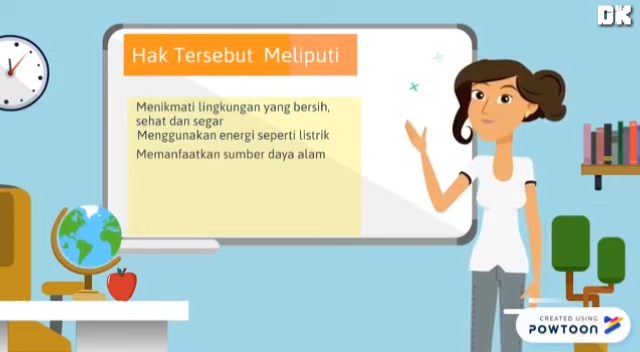 DK
Hak Tersebut Meliputi
Menikmati lingkungan yang bersih,
sehat dan segar
Menggunakan energi seperti listrik
Memanfaatkan sumber daya alam
CREATED USING
POWTOON